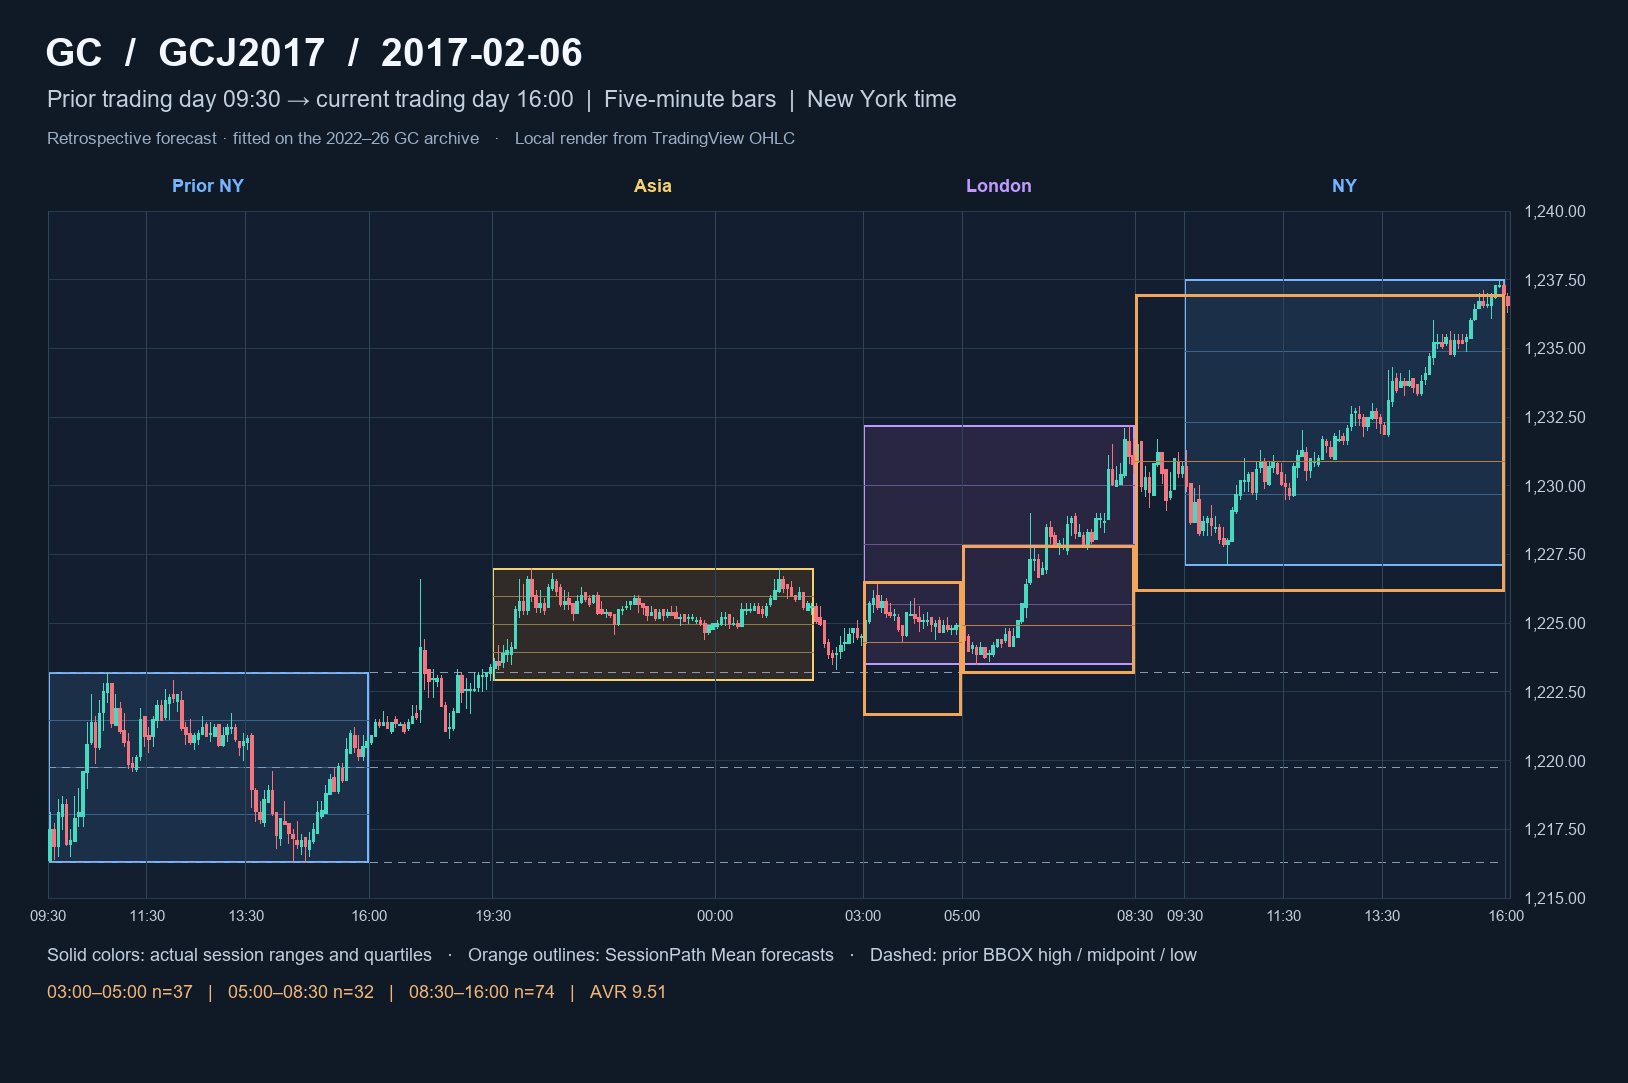 GC / GCJ2017 / 2017-02-06
Prior trading day 09:30 → current trading day 16:00 | Five-minute bars | New York time
Retrospective forecast · fitted on the 2022–26 GC archive · Local render from TradingView OHLC
Prior NY Asia London NY
1,240.00
1,237.50
1,235.00
1,232.50
1,230.00
1,227.50
1,225.00
1,222.50
1,220.00
1,217.50
1,215.00
09:30 11:30 13:30 16:00 19:30 00:00 03:00 05:00 08:30 09:30 11:30 13:30 16:00
Solid colors: actual session ranges and quartiles · Orange outlines: SessionPath Mean forecasts · Dashed: prior BBOX high / midpoint / low
03:00–05:00 n=37 | 05:00–08:30 n=32 | 08:30–16:00 n=74 | AVR 9.51